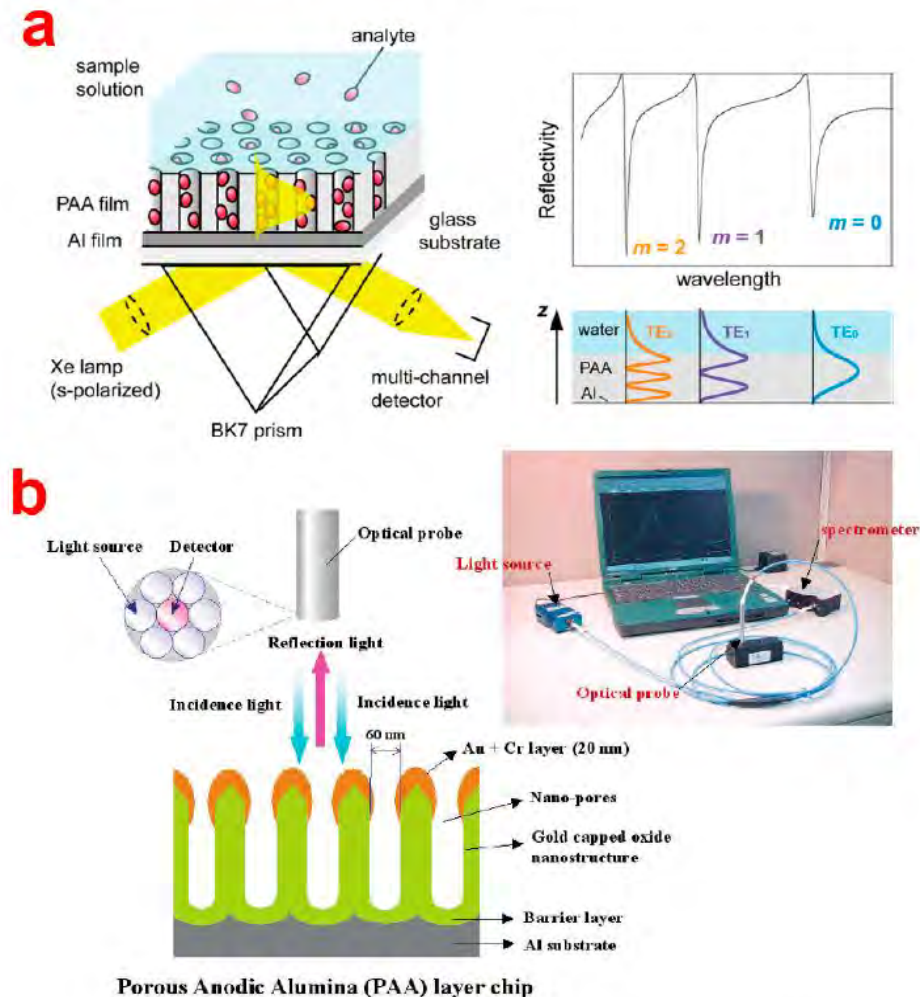 a
analyte
sample
solution
PAA film
Al film
glass
substrate
Xe lamp
(s-polarized)
BK7 prism
multi-channel
detector
Reflectivity
m = 2
m = 1
m = 0
wavelength
z
water
PAA
Al
TE₂
TE₁
TE₀
b
Light source
Detector
Optical probe
Reflection light
Incidence light
Incidence light
60 nm
Au + Cr layer (20 nm)
Nano-pores
Gold capped oxide
nanostructure
Barrier layer
Al substrate
Porous Anodic Alumina (PAA) layer chip
Light source
spectrometer
Optical probe